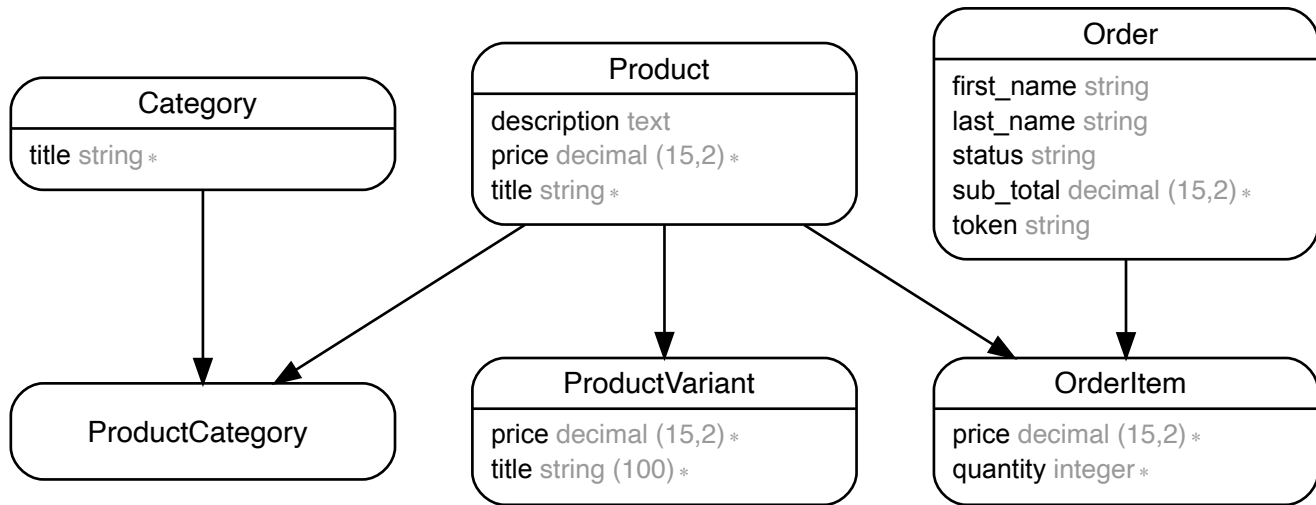 Category
title string *
Product
description text
price decimal (15,2) *
title string *
Order
first_name string
last_name string
status string
sub_total decimal (15,2) *
token string
ProductCategory
ProductVariant
price decimal (15,2) *
title string (100) *
OrderItem
price decimal (15,2) *
quantity integer *